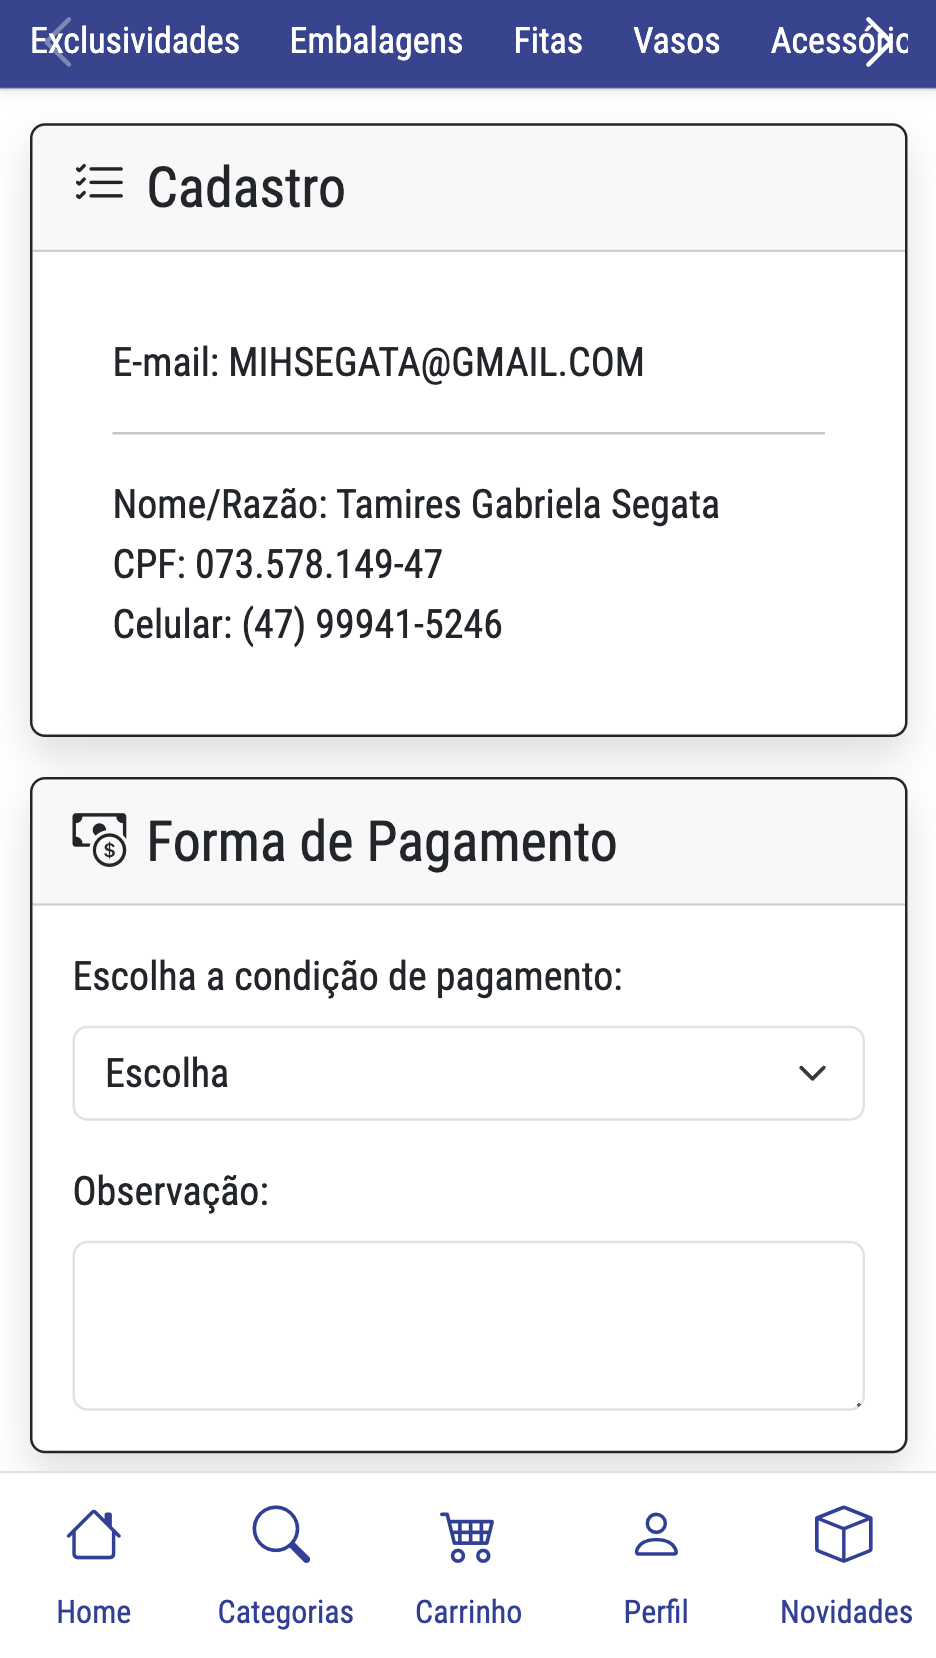 Exclusividades Embalagens Fitas Vasos
Cadastro
E-mail: MIHSEGATA@GMAIL.COM
Nome/Razão: Tamires Gabriela Segata
CPF: 073.578.149-47
Celular: (47) 99941-5246
Forma de Pagamento
Escolha a condição de pagamento:
Escolha
Observação:
Home Categorias Carrinho Perfil Novidades